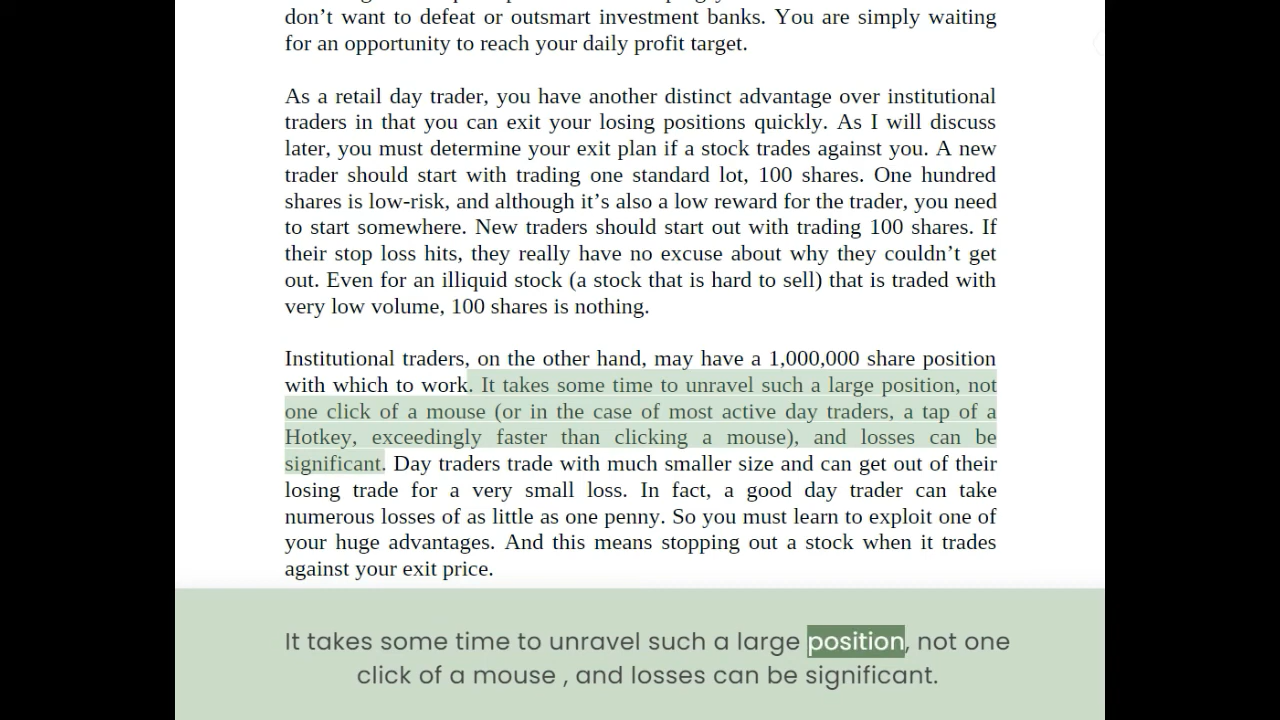 don’t want to defeat or outsmart investment banks. You are simply waiting
for an opportunity to reach your daily profit target.
As a retail day trader, you have another distinct advantage over institutional
traders in that you can exit your losing positions quickly. As I will discuss
later, you must determine your exit plan if a stock trades against you. A new
trader should start with trading one standard lot, 100 shares. One hundred
shares is low-risk, and although it’s also a low reward for the trader, you need
to start somewhere. New traders should start out with trading 100 shares. If
their stop loss hits, they really have no excuse about why they couldn’t get
out. Even for an illiquid stock (a stock that is hard to sell) that is traded with
very low volume, 100 shares is nothing.
Institutional traders, on the other hand, may have a 1,000,000 share position
with which to work. It takes some time to unravel such a large position, not
one click of a mouse (or in the case of most active day traders, a tap of a
Hotkey, exceedingly faster than clicking a mouse), and losses can be
significant. Day traders trade with much smaller size and can get out of their
losing trade for a very small loss. In fact, a good day trader can take
numerous losses of as little as one penny. So you must learn to exploit one of
your huge advantages. And this means stopping out a stock when it trades
against your exit price.
It takes some time to unravel such a large position, not one
click of a mouse , and losses can be significant.